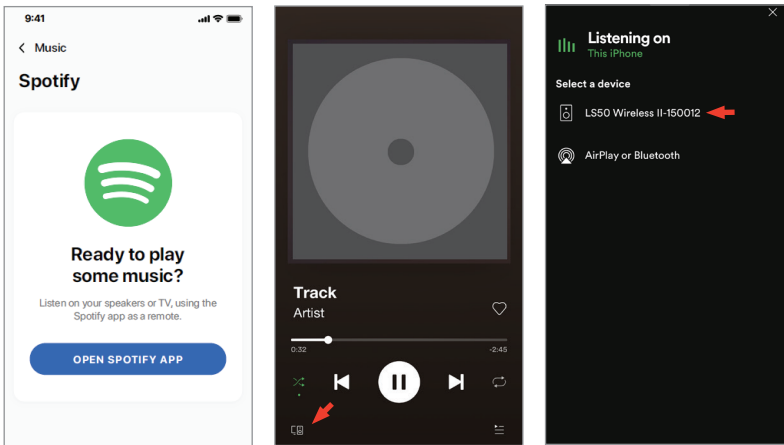 9:41
Music
Spotify
Ready to play
some music?
Listen on your speakers or TV, using the
Spotify app as a remote.
OPEN SPOTIFY APP
Track
Artist
0:32
-2:45
Listening on
This iPhone
Select a device
LS50 Wireless II-150012
AirPlay or Bluetooth